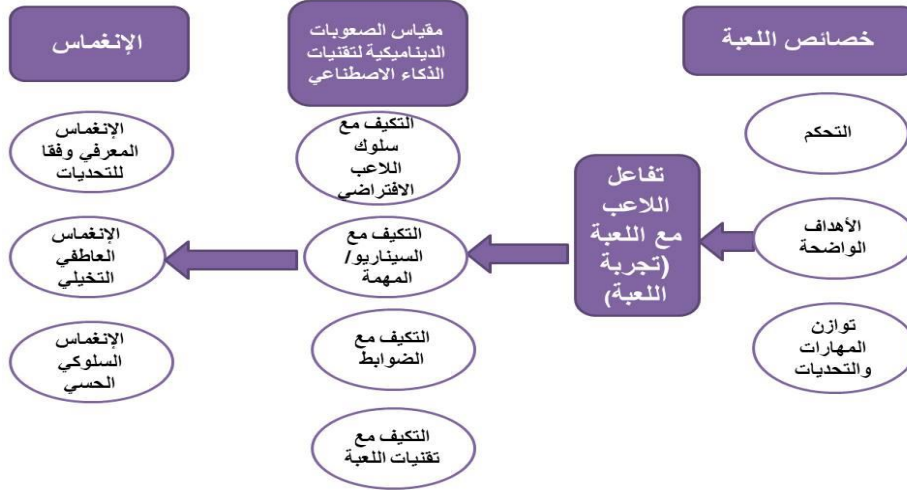 خصائص اللعبة
التحكم
الأهداف
الواضحة
توازن
المهارات
والتحديات
تفاعل
اللاعب
مع اللعبة
(تجربة
اللعبة)
مقياس الصعوبات
الديناميكية لتقنيات
الذكاء الاصطناعي
التكيف مع
سلوك
اللاعب
الافتراضي
التكيف مع
السيناريو/
المهمة
التكيف مع
الضوابط
التكيف مع
تقنيات اللعبة
الإنغماس
الإنغماس
المعرفي وفقا
للتحديات
الإنغماس
العاطفي
التخيلي
الإنغماس
السلوكي
الحسي